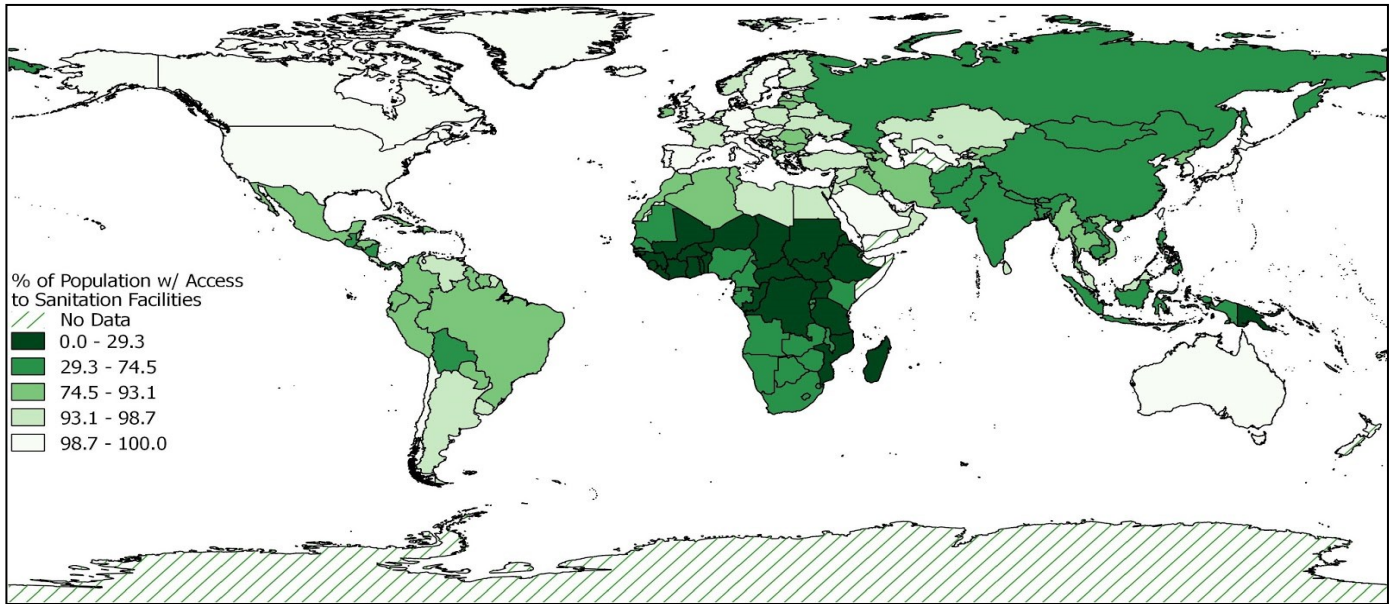 % of Population w/ Access
to Sanitation Facilities
No Data
0.0 - 29.3
29.3 - 74.5
74.5 - 93.1
93.1 - 98.7
98.7 - 100.0